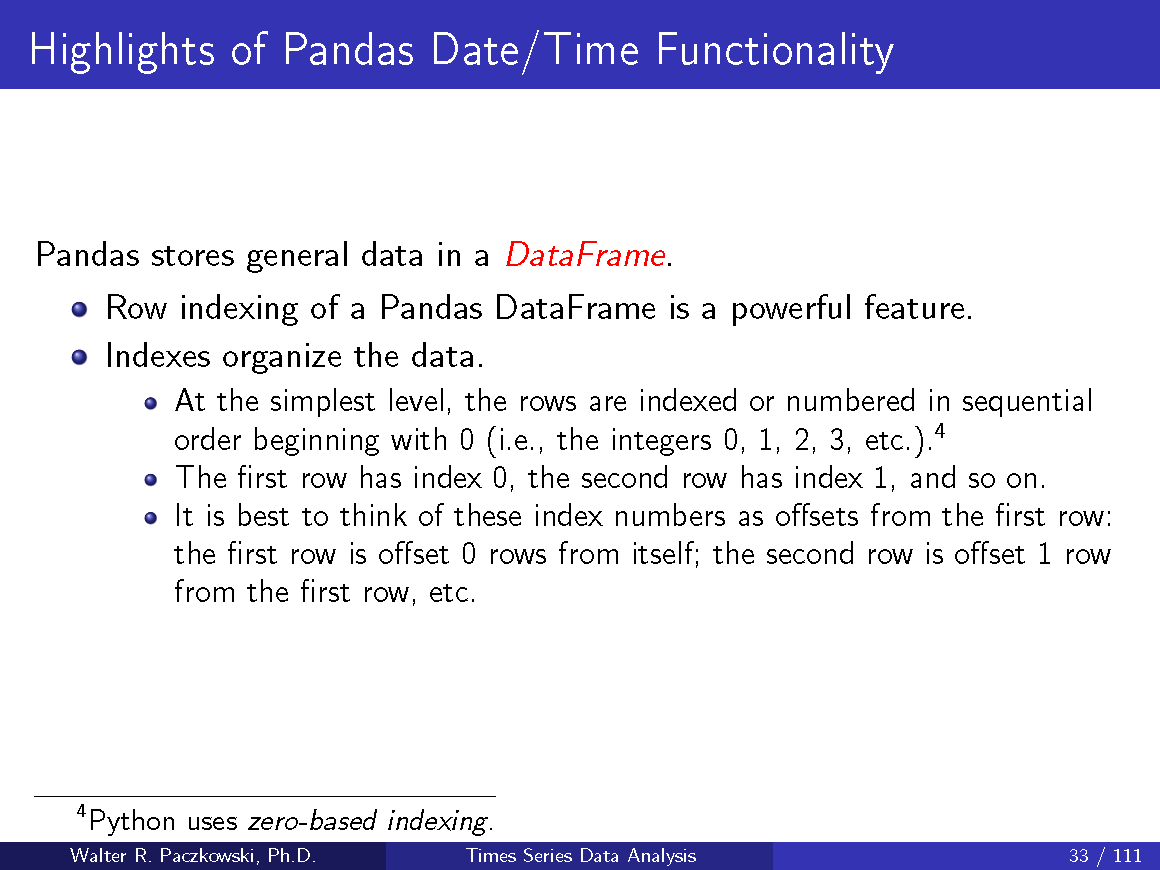 Highlights of Pandas Date/Time Functionality
Pandas stores general data in a DataFrame.
Row indexing of a Pandas DataFrame is a powerful feature.
Indexes organize the data.
At the simplest level, the rows are indexed or numbered in sequential
order beginning with 0 (i.e., the integers 0, 1, 2, 3, etc.).⁴
The first row has index 0, the second row has index 1, and so on.
It is best to think of these index numbers as offsets from the first row:
the first row is offset 0 rows from itself; the second row is offset 1 row
from the first row, etc.
⁴Python uses zero-based indexing.
Walter R. Paczkowski, Ph.D. Times Series Data Analysis 33 / 111